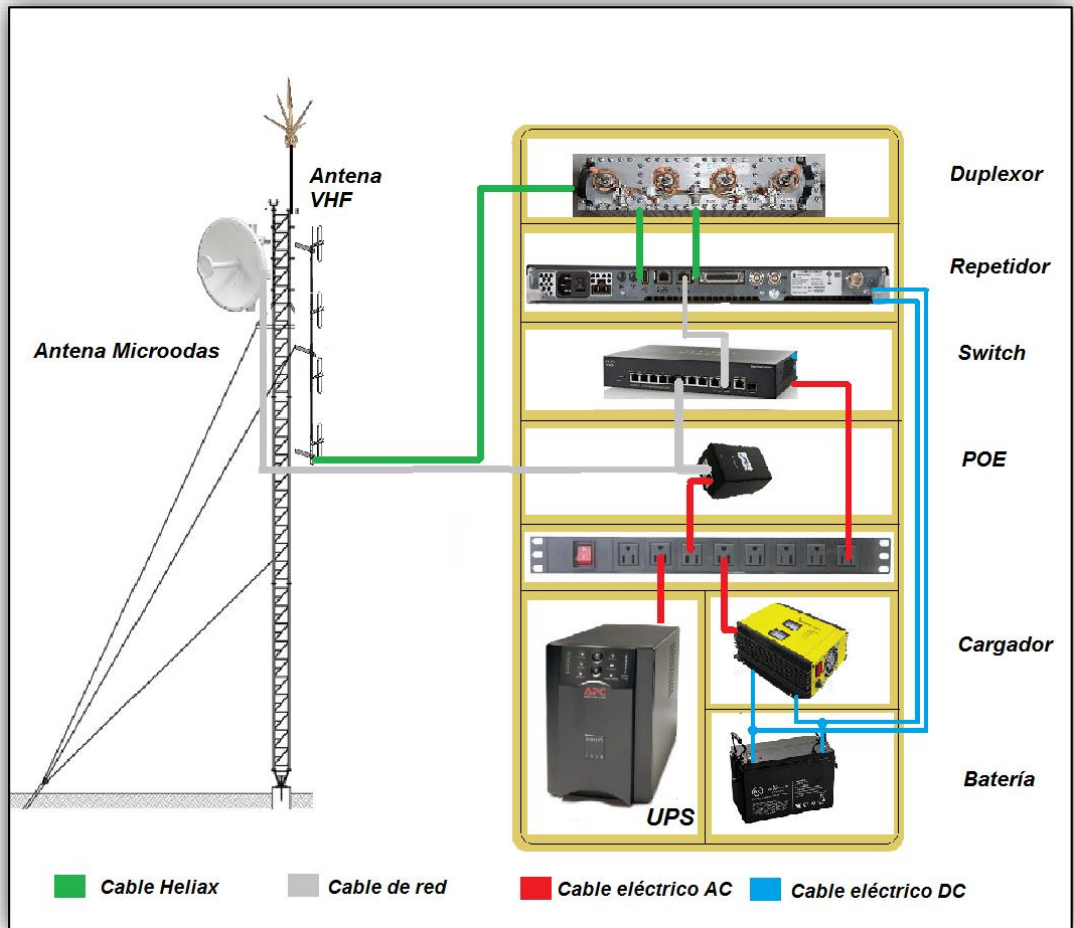 Antena
VHF
Antena Microodas
Duplexor
Repetidor
Switch
POE
Cargador
Batería
APC
UPS
Cable Heliax
Cable de red
Cable eléctrico AC
Cable eléctrico DC